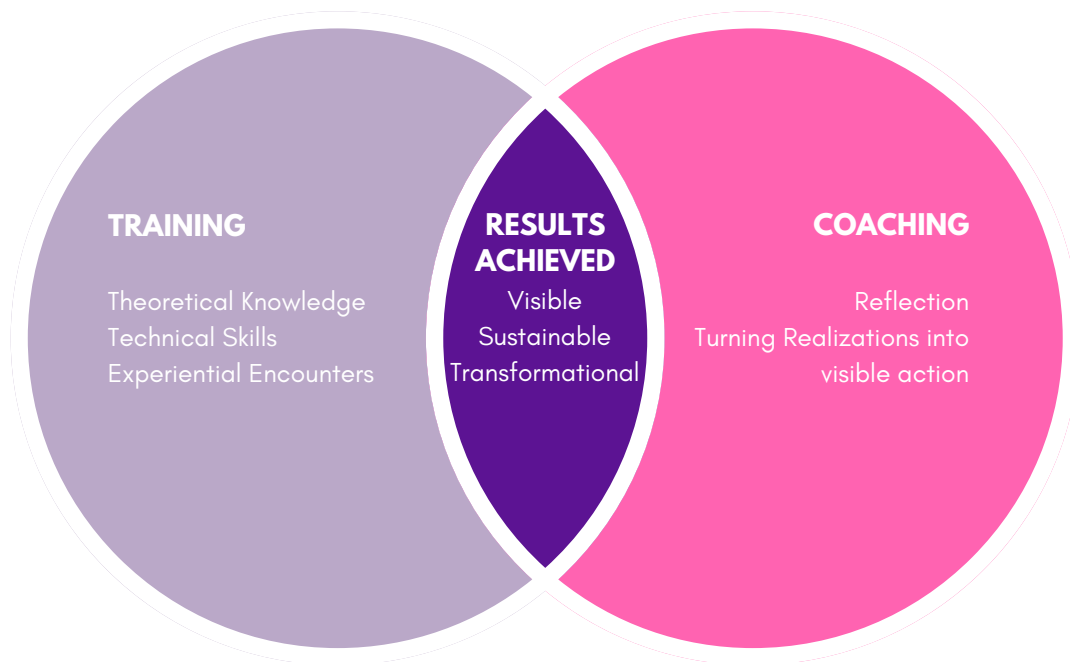 TRAINING
Theoretical Knowledge
Technical Skills
Experiential Encounters
RESULTS
ACHIEVED
Visible
Sustainable
Transformational
COACHING
Reflection
Turning Realizations into
visible action